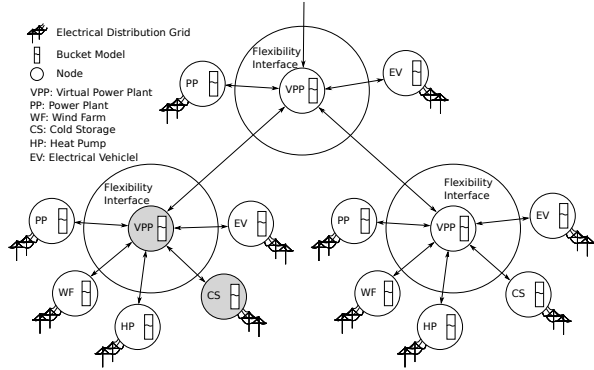 Electrical Distribution Grid
Bucket Model
Node
VPP: Virtual Power Plant
PP: Power Plant
WF: Wind Farm
CS: Cold Storage
HP: Heat Pump
EV: Electrical Vehiclel
Flexibility
Interface
PP
VPP
EV
Flexibility
Interface
PP
VPP
EV
WF
CS
HP
Flexibility
Interface
PP
VPP
EV
WF
CS
HP